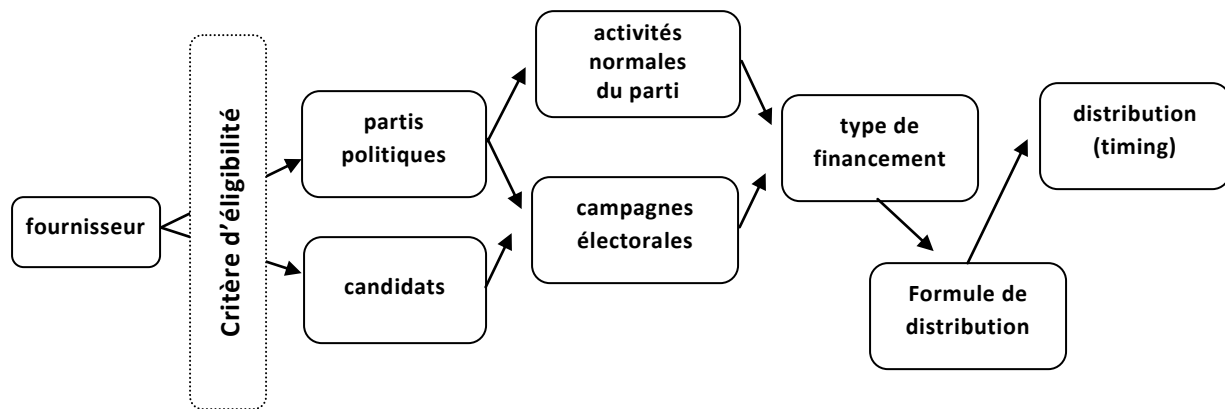 fournisseur
Critère d'éligibilité
partis
politiques
candidats
activités
normales
du parti
campagnes
électorales
type de
financement
Formule de
distribution
distribution
(timing)